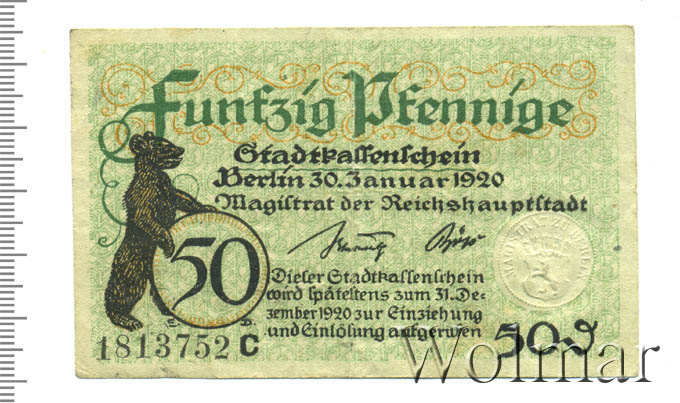 Funfzig Pfennige
Stadtkassenschein
Berlin 30. Januar 1920
Magistrat der Reichshauptstadt
50
Dieser Stadtkassenschein
wird spätestens zum 31. De-
zember 1920 zur Einziehung
und Einlösung aufgerufen
1813752 C
50 ₰
Wolmar